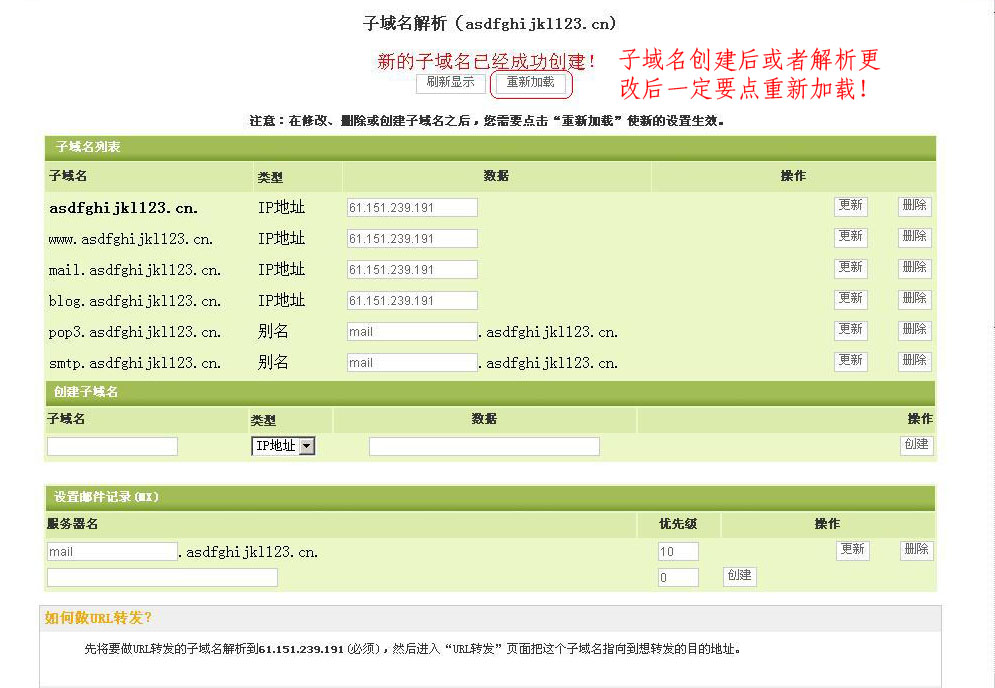 子域名解析（asdfghijkl123.cn）
新的子域名已经成功创建！
子域名创建后或者解析更
改后一定要点重新加载！
刷新显示 重新加载
注意：在修改、删除或创建子域名之后，您需要点击“重新加载”使新的设置生效。
子域名列表
子域名 类型 数据 操作
asdfghijkl123.cn. IP地址 61.151.239.191 更新 删除
www.asdfghijkl123.cn. IP地址 61.151.239.191 更新 删除
mail.asdfghijkl123.cn. IP地址 61.151.239.191 更新 删除
blog.asdfghijkl123.cn. IP地址 61.151.239.191 更新 删除
pop3.asdfghijkl123.cn. 别名 mail .asdfghijkl123.cn. 更新 删除
smtp.asdfghijkl123.cn. 别名 mail .asdfghijkl123.cn. 更新 删除
创建子域名
子域名 类型 数据 操作
IP地址 创建
设置邮件记录(MX)
服务器名 优先级 操作
mail .asdfghijkl123.cn. 10 更新 删除
0 创建
如何做URL转发?
先将要做URL转发的子域名解析到61.151.239.191(必须)，然后进入“URL转发”页面把这个子域名指向到想转发的目的地址。